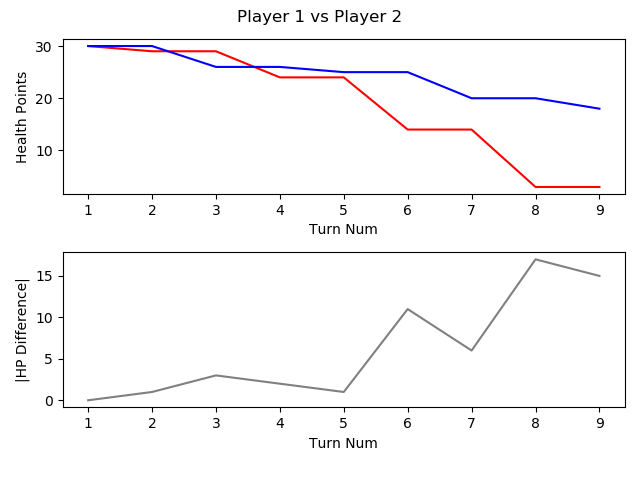 Player 1 vs Player 2
30
20
10
Health Points
1 2 3 4 5 6 7 8 9
Turn Num
15
10
5
0
|HP Difference|
1 2 3 4 5 6 7 8 9
Turn Num